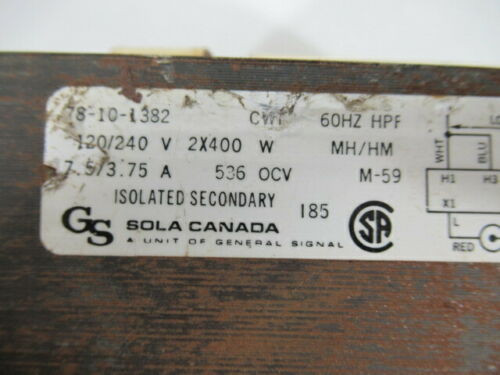 78-10-1382 CWI 60HZ HPF
120/240 V 2X400 W MH/HM
7.5/3.75 A 536 OCV M-59
ISOLATED SECONDARY 185
GS SOLA CANADA
A UNIT OF GENERAL SIGNAL
SA
WHT BLU
H1 H3
X1
L
RED